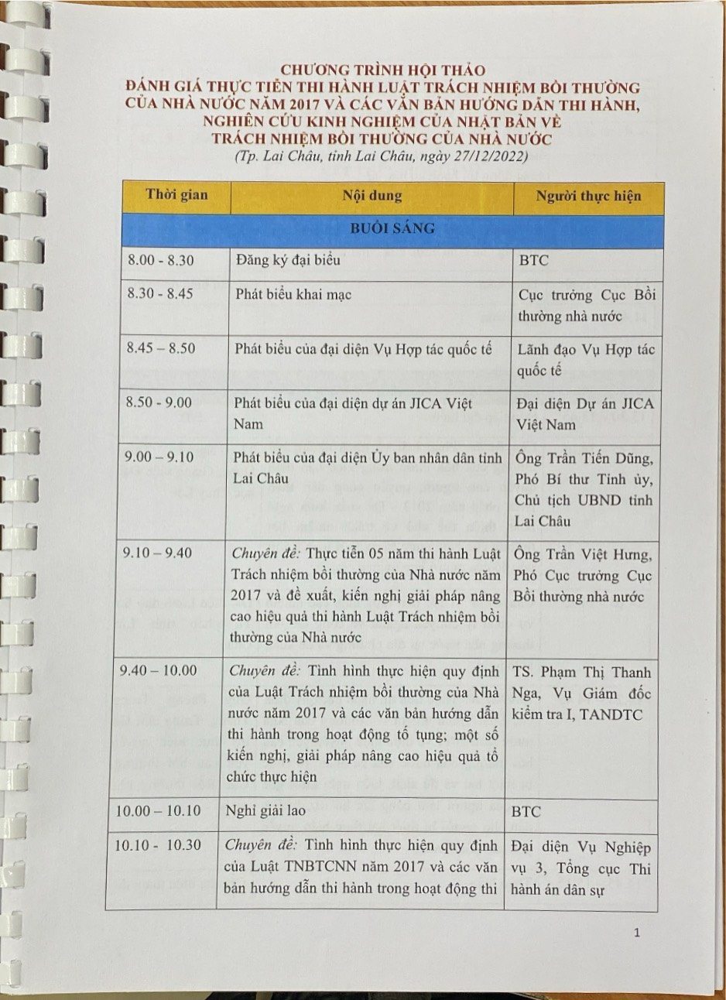 CHƯƠNG TRÌNH HỘI THẢO
ĐÁNH GIÁ THỰC TIỄN THI HÀNH LUẬT TRÁCH NHIỆM BỒI THƯỜNG
CỦA NHÀ NƯỚC NĂM 2017 VÀ CÁC VĂN BẢN HƯỚNG DẪN THI HÀNH,
NGHIÊN CỨU KINH NGHIỆM CỦA NHẬT BẢN VỀ
TRÁCH NHIỆM BỒI THƯỜNG CỦA NHÀ NƯỚC
(Tp. Lai Châu, tỉnh Lai Châu, ngày 27/12/2022)
Thời gian Nội dung Người thực hiện
BUỔI SÁNG
8.00 - 8.30 Đăng ký đại biểu BTC
8.30 - 8.45 Phát biểu khai mạc Cục trưởng Cục Bồi
thường nhà nước
8.45 – 8.50 Phát biểu của đại diện Vụ Hợp tác quốc tế Lãnh đạo Vụ Hợp tác
quốc tế
8.50 - 9.00 Phát biểu của đại diện dự án JICA Việt Đại diện Dự án JICA
Nam Việt Nam
9.00 – 9.10 Phát biểu của đại diện Ủy ban nhân dân tỉnh Ông Trần Tiến Dũng,
Lai Châu Phó Bí thư Tỉnh ủy,
Chủ tịch UBND tỉnh
Lai Châu
9.10 – 9.40 Chuyên đề: Thực tiễn 05 năm thi hành Luật Ông Trần Việt Hưng,
Trách nhiệm bồi thường của Nhà nước năm Phó Cục trưởng Cục
2017 và đề xuất, kiến nghị giải pháp nâng Bồi thường nhà nước
cao hiệu quả thi hành Luật Trách nhiệm bồi
thường của Nhà nước
9.40 – 10.00 Chuyên đề: Tình hình thực hiện quy định TS. Phạm Thị Thanh
của Luật Trách nhiệm bồi thường của Nhà Nga, Vụ Giám đốc
nước năm 2017 và các văn bản hướng dẫn kiểm tra I, TANDTC
thi hành trong hoạt động tố tụng; một số
kiến nghị, giải pháp nâng cao hiệu quả tổ
chức thực hiện
10.00 – 10.10 Nghỉ giải lao BTC
10.10 - 10.30 Chuyên đề: Tình hình thực hiện quy định Đại diện Vụ Nghiệp
của Luật TNBTCNN năm 2017 và các văn vụ 3, Tổng cục Thi
bản hướng dẫn thi hành trong hoạt động thi hành án dân sự
1